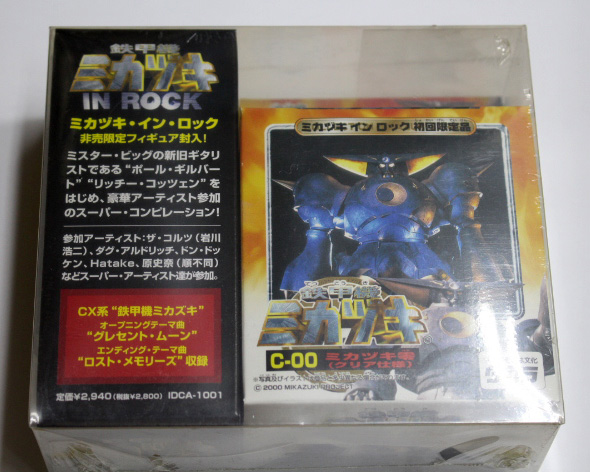 鉄甲機
ミカヅキ
IN ROCK
ミカヅキ・イン・ロック
非売限定フィギュア封入!
ミスター・ビッグの新旧ギタリ
ストである“ポール・ギルバー
ト”“リッチー・コッツェン”を
はじめ、豪華アーティスト参加
のスーパー・コンピレーション!
参加アーティスト:ザ・コルツ(岩川
浩二)、ダグ・アルドリッチ、ドン・ドッ
ケン、Hatake、原史奈(順不同)
などスーパー・アーティスト達が参加。
CX系“鉄甲機ミカズキ”
オープニングテーマ曲
“グレセント・ムーン”
エンディング・テーマ曲
“ロスト・メモリーズ”収録
定価¥2,940(税抜¥2,800) IDCA-1001
ミカヅキ イン ロック 初回限定品
鉄甲機
ミカヅキ
C-00
ミカヅキ零
(クリア仕様)
※写真及びイラスト
©2000 MIKAZUKI PROJECT